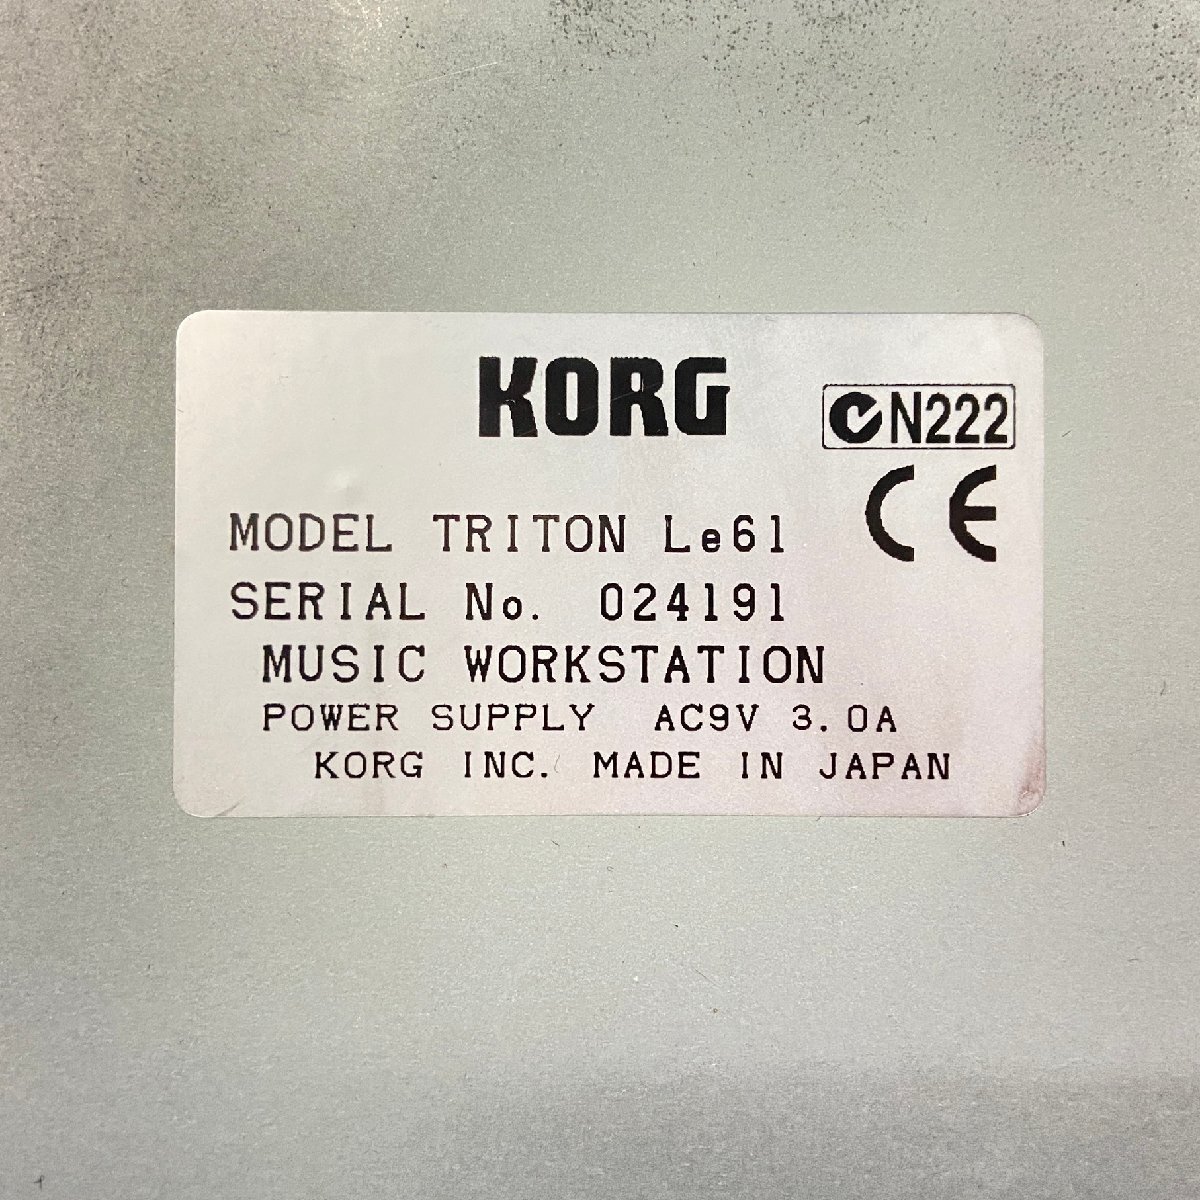 KORG
N222
CE
MODEL TRITON Le61
SERIAL No. 024191
MUSIC WORKSTATION
POWER SUPPLY AC9V 3.0A
KORG INC. MADE IN JAPAN